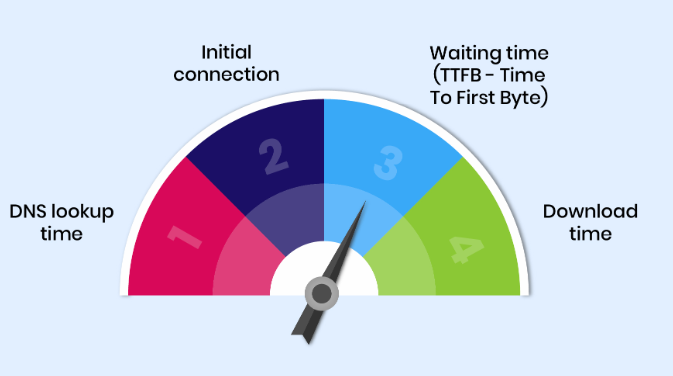 Initial
connection
Waiting time
(TTFB - Time
To First Byte)
DNS lookup
time
Download
time
1
2
3
4